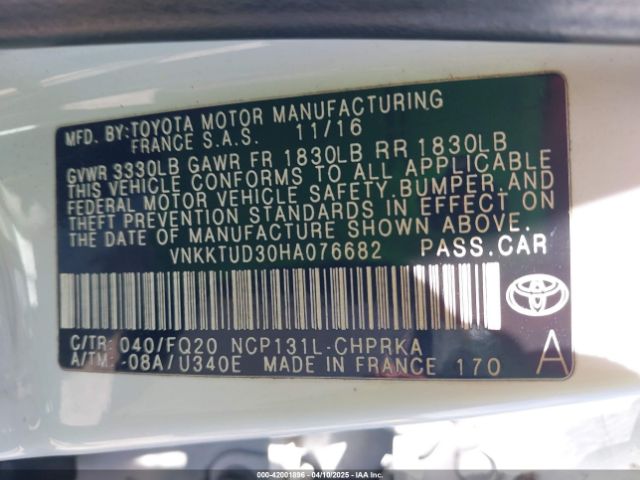 MFD. BY: TOYOTA MOTOR MANUFACTURING
FRANCE S.A.S. 11/16
GVWR 3330LB GAWR FR 1830LB RR 1830LB
THIS VEHICLE CONFORMS TO ALL APPLICABLE
FEDERAL MOTOR VEHICLE SAFETY, BUMPER, AND
THEFT PREVENTION STANDARDS IN EFFECT ON
THE DATE OF MANUFACTURE SHOWN ABOVE.
VNKKTUD30HA076682 PASS.CAR
C/TR: 040/FQ20 NCP131L-CHPRKA
A/TM: -08A/U340E MADE IN FRANCE 170 A
000-42001896 - 04/10/2025 - IAAI, Inc.